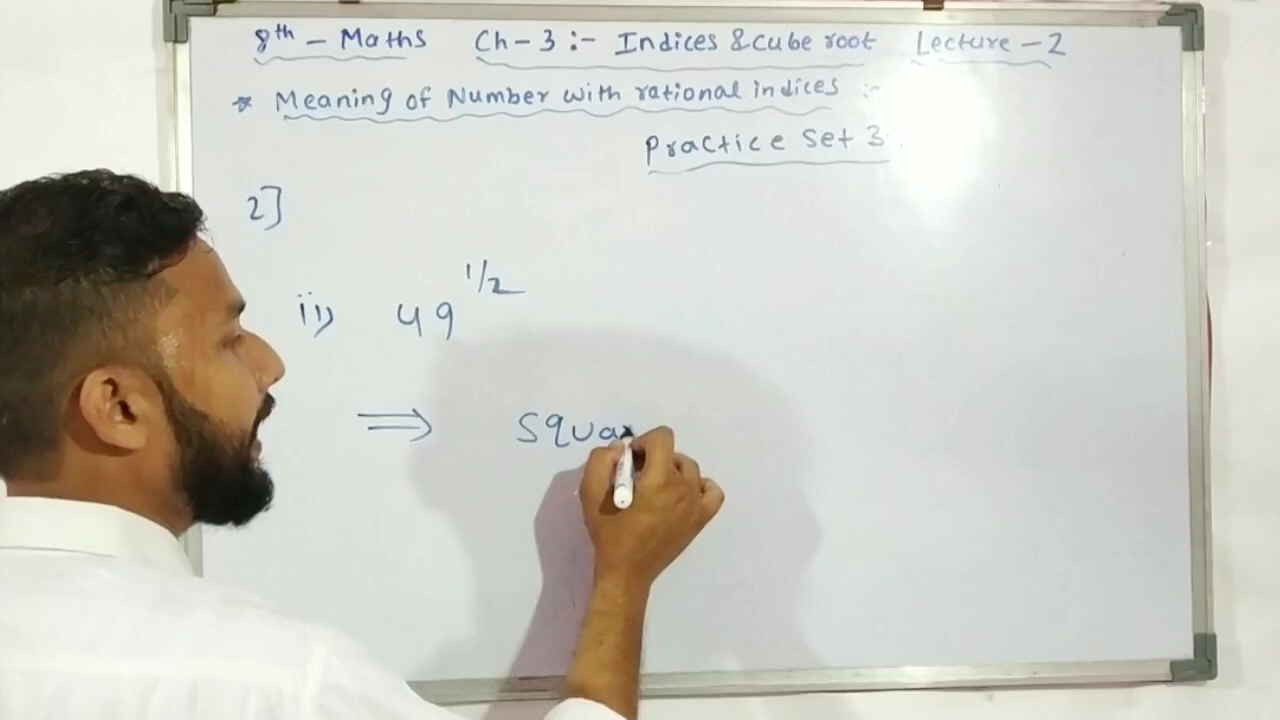 8th - Maths Ch-3 :- Indices & cube root Lecture - 2
* Meaning of Number with rational indices :-
Practice Set 3.
2]
ii) 49^1/2
⇒ Squa